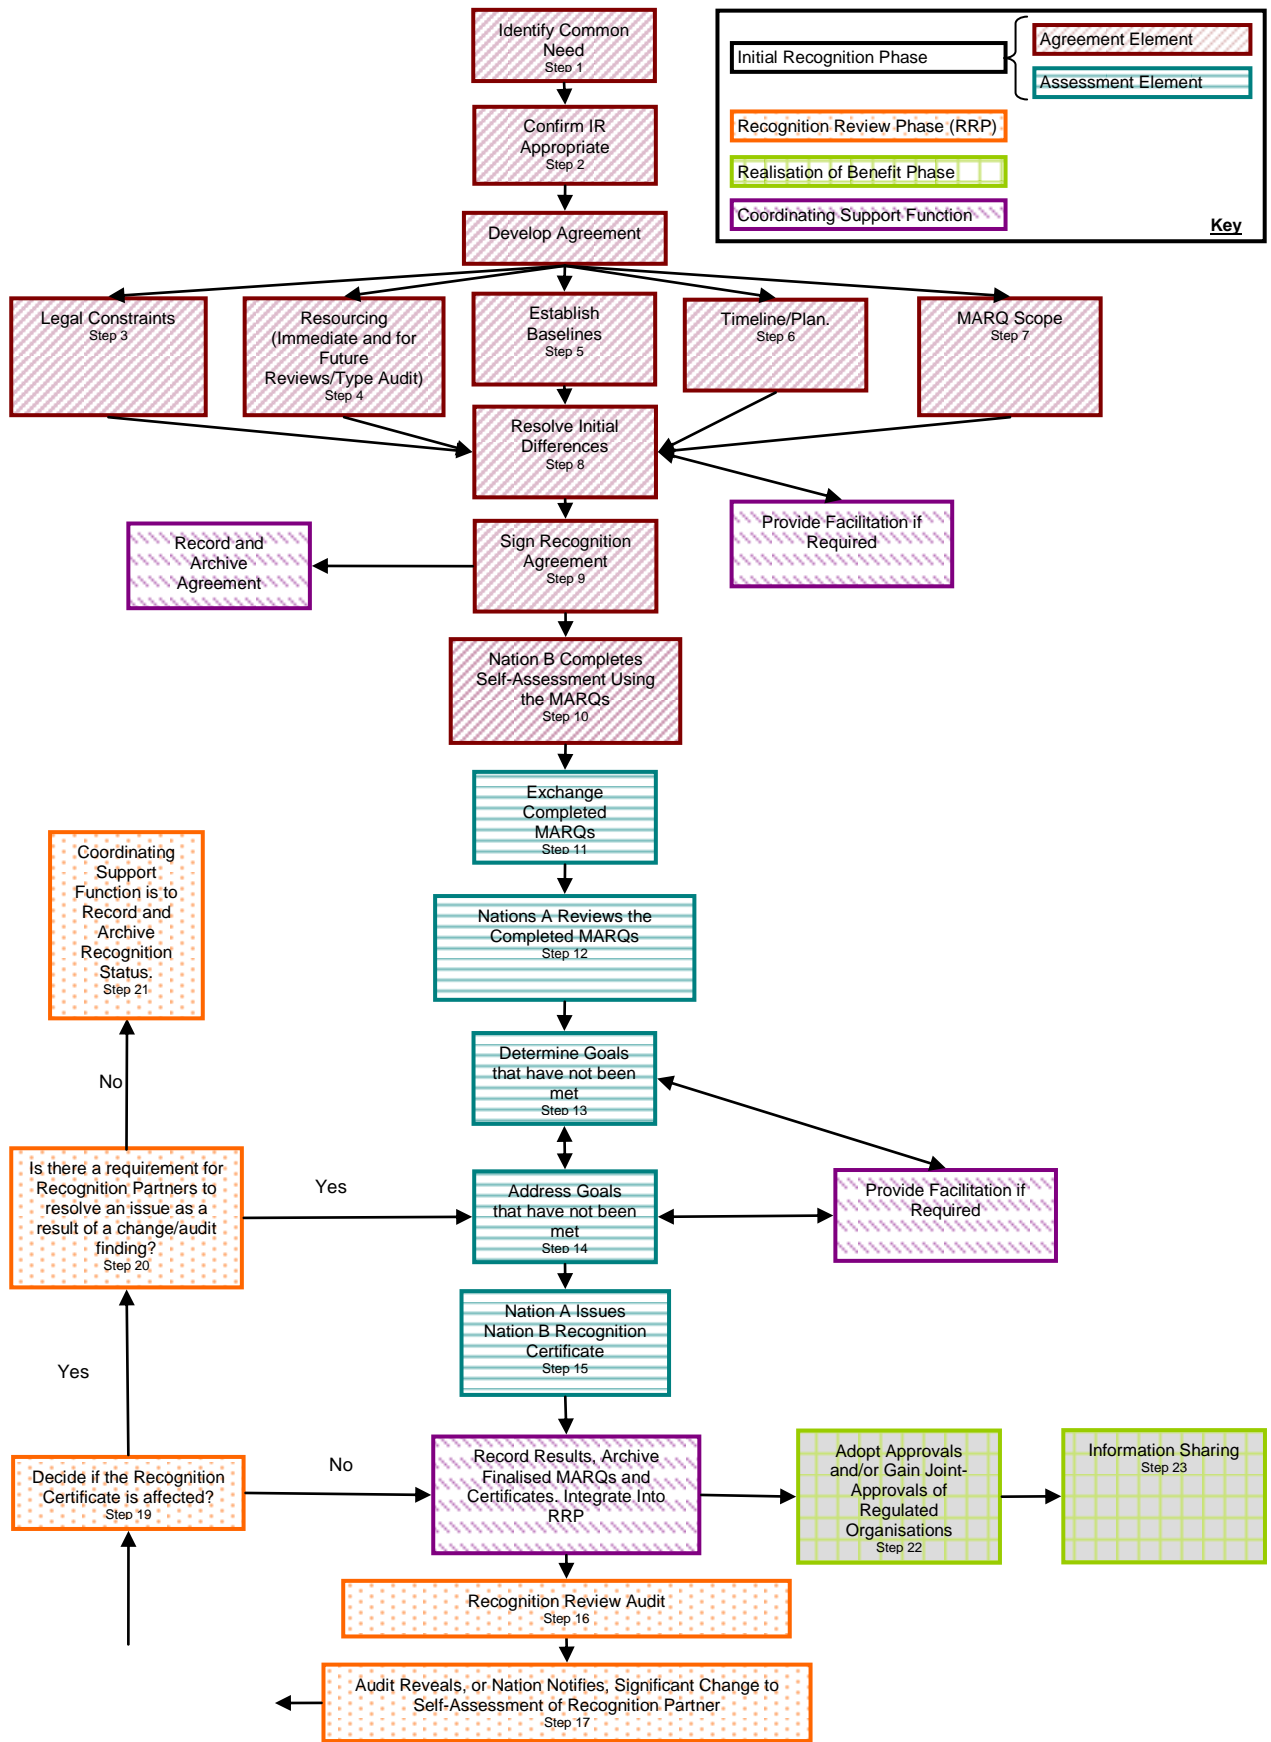 Identify Common
Need
Step 1
Initial Recognition Phase
Agreement Element
Assessment Element
Recognition Review Phase (RRP)
Realisation of Benefit Phase
Coordinating Support Function
Key
Confirm IR
Appropriate
Step 2
Develop Agreement
Legal Constraints
Step 3
Resourcing
(Immediate and for
Future
Reviews/Type Audit)
Step 4
Establish
Baselines
Step 5
Timeline/Plan.
Step 6
MARQ Scope
Step 7
Resolve Initial
Differences
Step 8
Provide Facilitation if
Required
Record and
Archive
Agreement
Sign Recognition
Agreement
Step 9
Nation B Completes
Self-Assessment Using
the MARQs
Step 10
Exchange
Completed
MARQs
Step 11
Coordinating
Support
Function is to
Record and
Archive
Recognition
Status.
Step 21
Nations A Reviews the
Completed MARQs
Step 12
Determine Goals
that have not been
met
Step 13
No
Is there a requirement for
Recognition Partners to
resolve an issue as a
result of a change/audit
finding?
Step 20
Yes
Address Goals
that have not been
met
Step 14
Provide Facilitation if
Required
Nation A Issues
Nation B Recognition
Certificate
Step 15
Yes
Decide if the Recognition
Certificate is affected?
Step 19
No
Record Results, Archive
Finalised MARQs and
Certificates. Integrate Into
RRP
Adopt Approvals
and/or Gain Joint-
Approvals of
Regulated
Organisations
Step 22
Information Sharing
Step 23
Recognition Review Audit
Step 16
Audit Reveals, or Nation Notifies, Significant Change to
Self-Assessment of Recognition Partner
Step 17